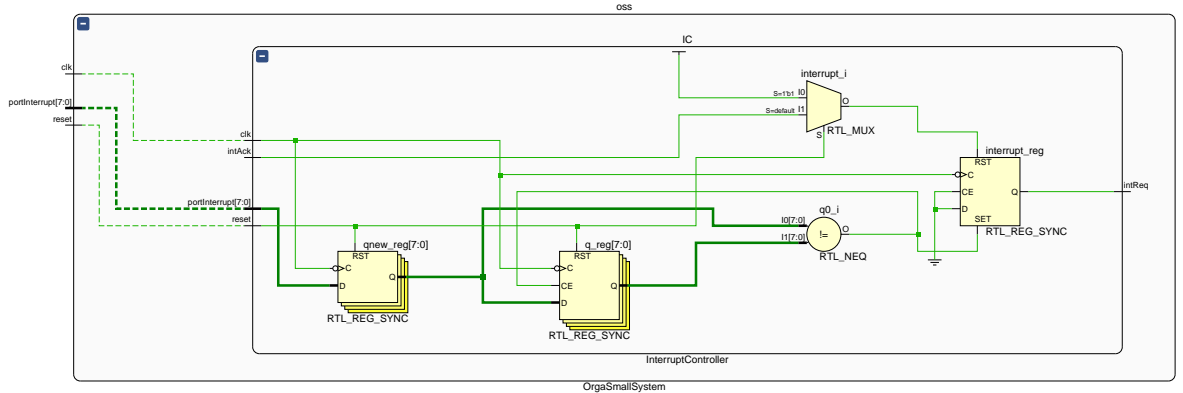 oss
IC
interrupt_i
clk
S=1'b1 I0
O
S=default I1
portInterrupt[7:0]
reset
S
RTL_MUX
clk
interrupt_reg
intAck
RST
C
CE
Q
intReq
D
portInterrupt[7:0]
q0_i
reset
I0[7:0]
!=
O
SET
I1[7:0]
RTL_REG_SYNC
qnew_reg[7:0]
q_reg[7:0]
RST
RST
RTL_NEQ
C
Q
C
D
CE
Q
D
RTL_REG_SYNC
RTL_REG_SYNC
InterruptController
OrgaSmallSystem